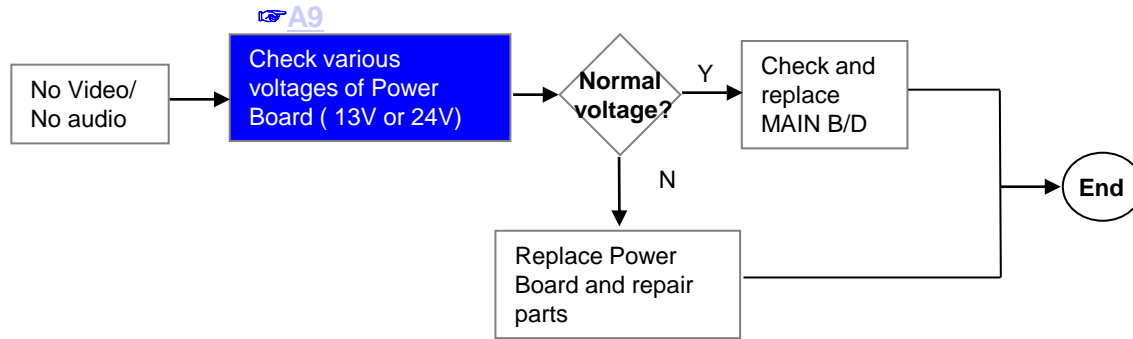 ☞A9
No Video/
No audio
Check various
voltages of Power
Board ( 13V or 24V)
Normal
voltage?
Y
N
Check and
replace
MAIN B/D
Replace Power
Board and repair
parts
End